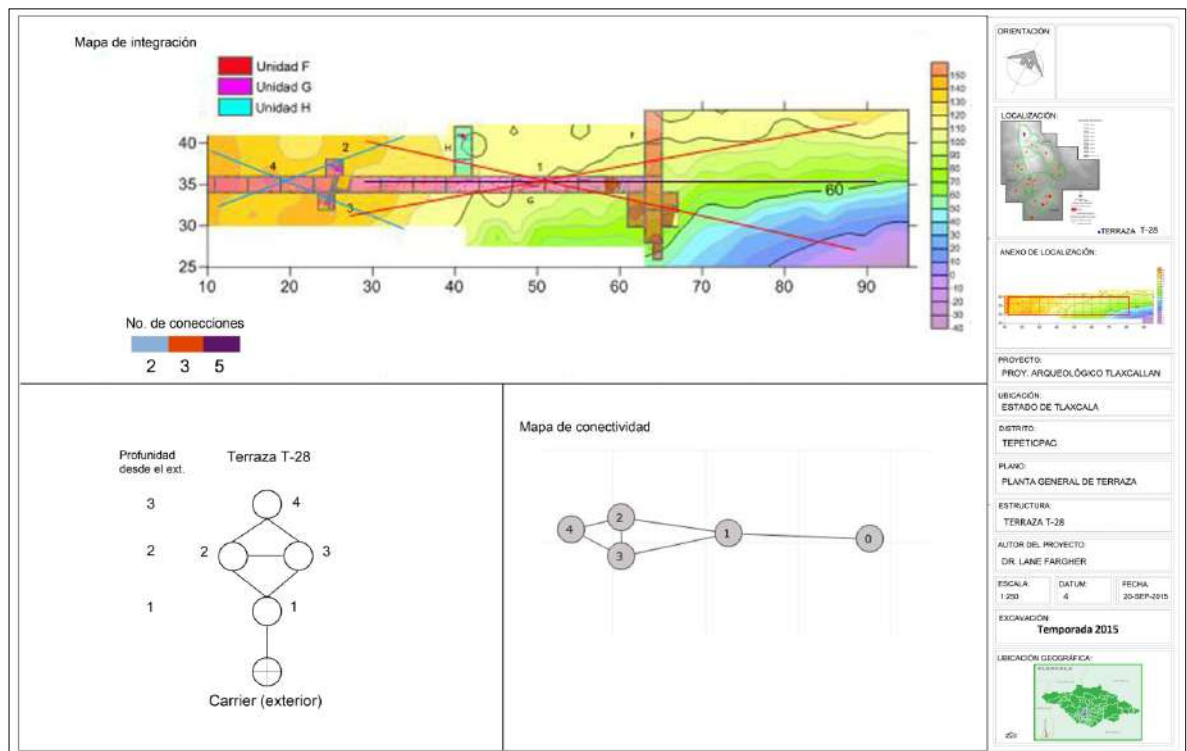 Mapa de integración
Unidad F
Unidad G
Unidad H
40
35
30
25
10 20 30 40 50 60 70 80 90
4
2
3
H
1
G
F
60
150
130
120
110
100
90
80
70
60
50
40
30
20
10
0
-10
-20
-30
-40
No. de conecciones
2 3 5
Profunidad
desde el ext.
Terraza T-28
3
4
2
2
3
1
1
Carrier (exterior)
Mapa de conectividad
4
2
3
1
0
ORIENTACIÓN:
LOCALIZACIÓN:
TERRAZA T-28
ANEXO DE LOCALIZACIÓN:
PROYECTO:
PROY. ARQUEOLÓGICO TLAXCALLAN
UBICACIÓN:
ESTADO DE TLAXCALA
DISTRITO:
TEPETICPAC
PLANO:
PLANTA GENERAL DE TERRAZA
ESTRUCTURA:
TERRAZA T-28
AUTOR DEL PROYECTO:
DR. LANE FARGHER
ESCALA:
1:250
DATUM:
4
FECHA:
20-SEP-2015
EXCAVACIÓN:
Temporada 2015
UBICACIÓN GEOGRÁFICA:
TLAXCALA